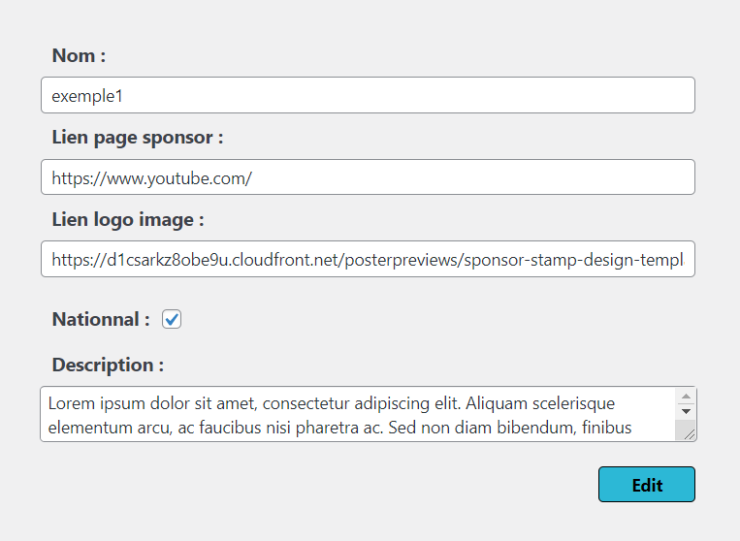 Nom :
exemple1
Lien page sponsor :
https://www.youtube.com/
Lien logo image :
https://d1csarkz8obe9u.cloudfront.net/posterpreviews/sponsor-stamp-design-templ
Nationnal :
Description :
Lorem ipsum dolor sit amet, consectetur adipiscing elit. Aliquam scelerisque
elementum arcu, ac faucibus nisi pharetra ac. Sed non diam bibendum, finibus
Edit